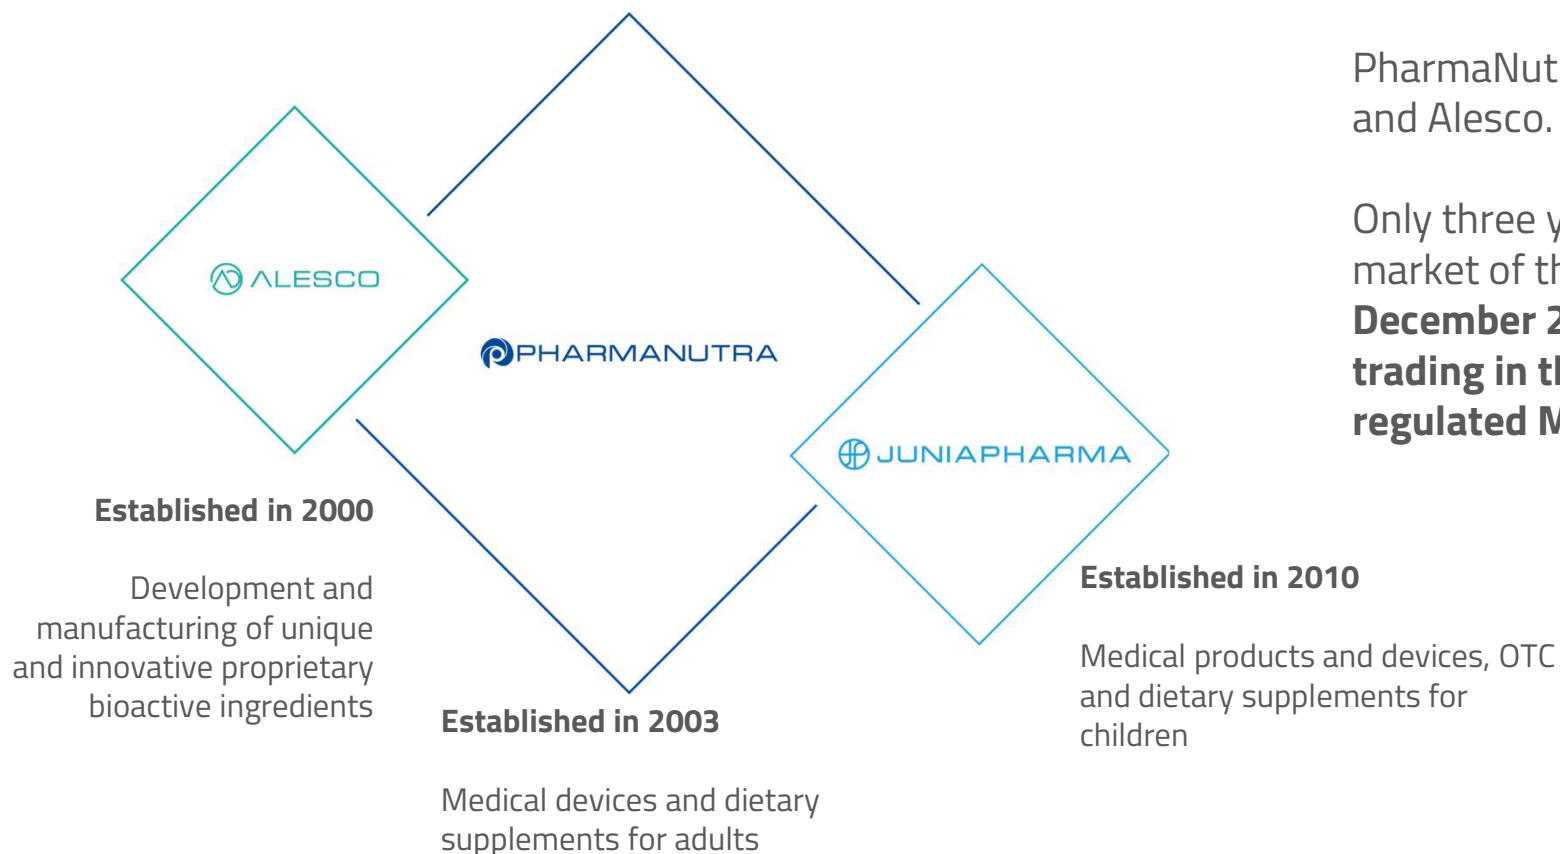 ALESCO
PHARMANUTRA
JUNIAPHARMA
Established in 2000
Development and
manufacturing of unique
and innovative proprietary
bioactive ingredients
Established in 2003
Medical devices and dietary
supplements for adults
Established in 2010
Medical products and devices, OTC
and dietary supplements for
children
and Alesco.
Only three
market of
December
trading in
regulated